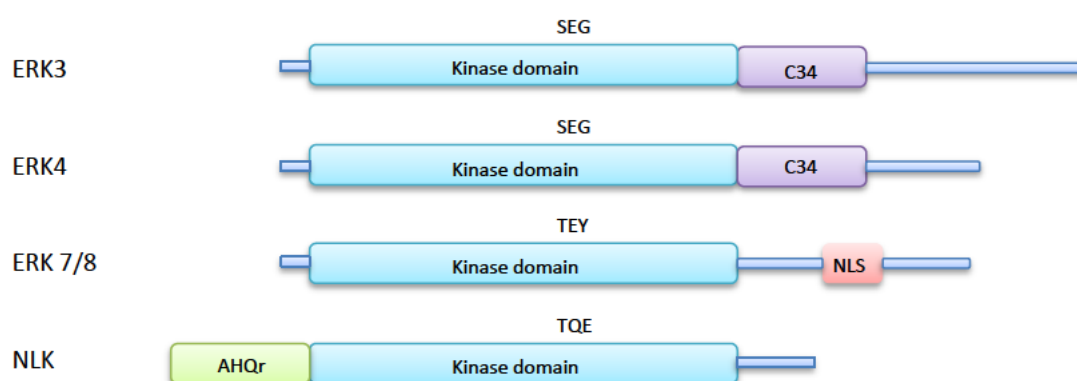 SEG
ERK3 Kinase domain C34
SEG
ERK4 Kinase domain C34
TEY
ERK 7/8 Kinase domain NLS
TQE
NLK AHQr Kinase domain